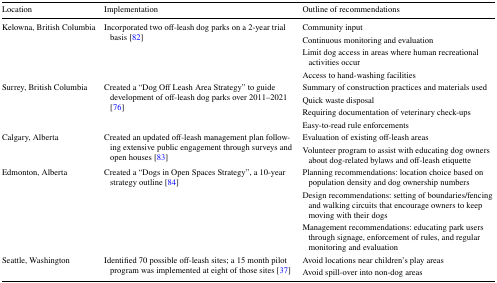 Location Implementation Outline of recommendations
Kelowna, British Columbia Incorporated two off-leash dog parks on a 2-year trial
basis [82]
Community input
Continuous monitoring and evaluation
Limit dog access in areas where human recreational
activities occur
Access to hand-washing facilities
Surrey, British Columbia Created a “Dog Off Leash Area Strategy” to guide
development of off-leash dog parks over 2011–2021
[76]
Summary of construction practices and materials used
Quick waste disposal
Requiring documentation of veterinary check-ups
Easy-to-read rule enforcements
Calgary, Alberta Created an updated off-leash management plan follow-
ing extensive public engagement through surveys and
open houses [83]
Evaluation of existing off-leash areas
Volunteer program to assist with educating dog owners
about dog-related bylaws and off-leash etiquette
Edmonton, Alberta Created a “Dogs in Open Spaces Strategy”, a 10-year
strategy outline [84]
Planning recommendations: location choice based on
population density and dog ownership numbers
Design recommendations: setting of boundaries/fencing
and walking circuits that encourage owners to keep
moving with their dogs
Management recommendations: educating park users
through signage, enforcement of rules, and regular
monitoring and evaluation
Seattle, Washington Identified 70 possible off-leash sites; a 15 month pilot
program was implemented at eight of those sites [37]
Avoid locations near children's play areas
Avoid spill-over into non-dog areas